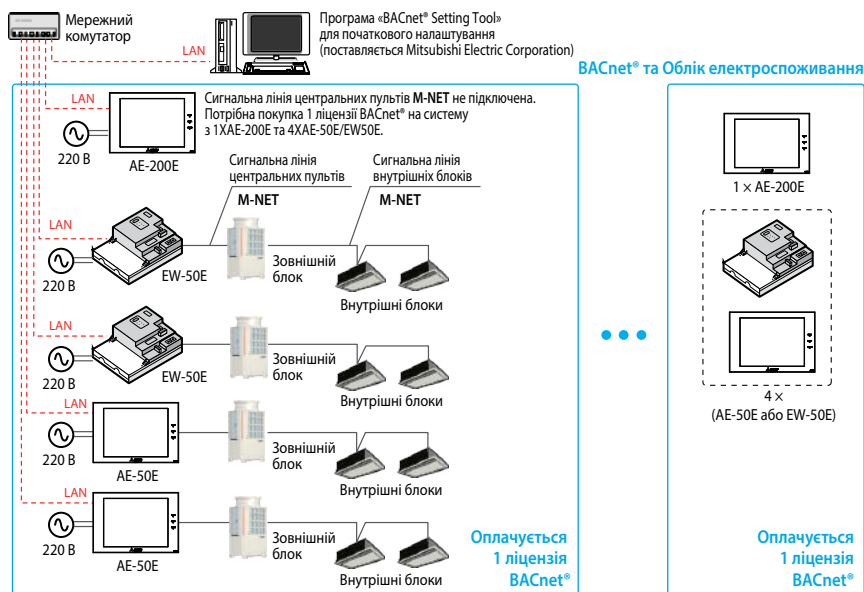 Мережний
комутатор
LAN
Програма «BACnet® Setting Tool»
для початкового налаштування
(поставляється Mitsubishi Electric Corporation)
BACnet® та Облік електроспоживання
LAN
220 В
AE-200E
Сигнальна лінія центральних пультів M-NET не підключена.
Потрібна покупка 1 ліцензії BACnet® на систему
з 1XAE-200E та 4XAE-50E/EW50E.
Сигнальна лінія
центральних пультів
M-NET
Сигнальна лінія
внутрішніх блоків
M-NET
LAN
220 В
EW-50E
Зовнішній
блок
Внутрішні блоки
LAN
220 В
EW-50E
Зовнішній
блок
Внутрішні блоки
LAN
220 В
AE-50E
Зовнішній
блок
Внутрішні блоки
LAN
220 В
AE-50E
Зовнішній
блок
Внутрішні блоки
Оплачується
1 ліцензія
BACnet®
1 × AE-200E
4 ×
(AE-50E або EW-50E)
Оплачується
1 ліцензія
BACnet®